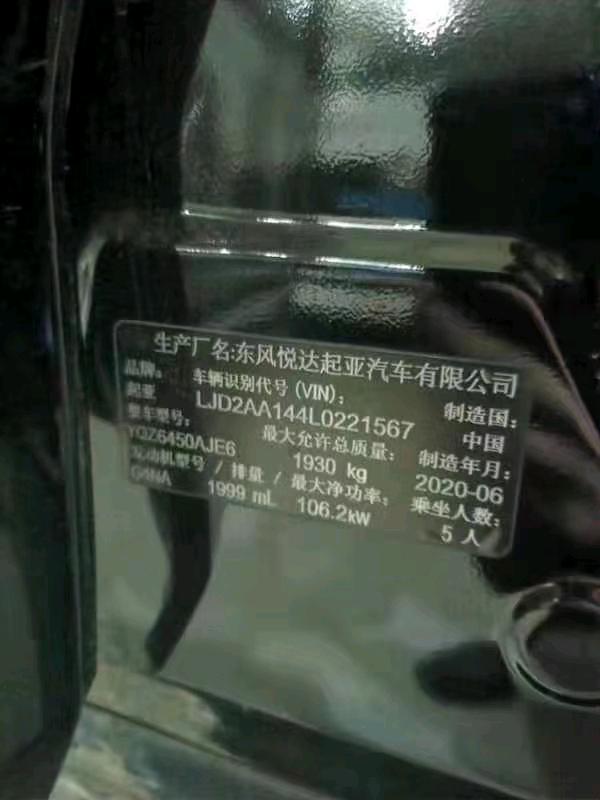 生产厂名:东风悦达起亚汽车有限公司
品牌: 车辆识别代号(VIN): 制造国:
起亚 LJD2AA144L0221567 中国
整车型号: 最大允许总质量: 制造年月:
YQZ6450AJE6 1930 kg 2020-06
发动机型号 / 排量 / 最大净功率: 乘坐人数:
G4NA 1999 mL 106.2kW 5 人